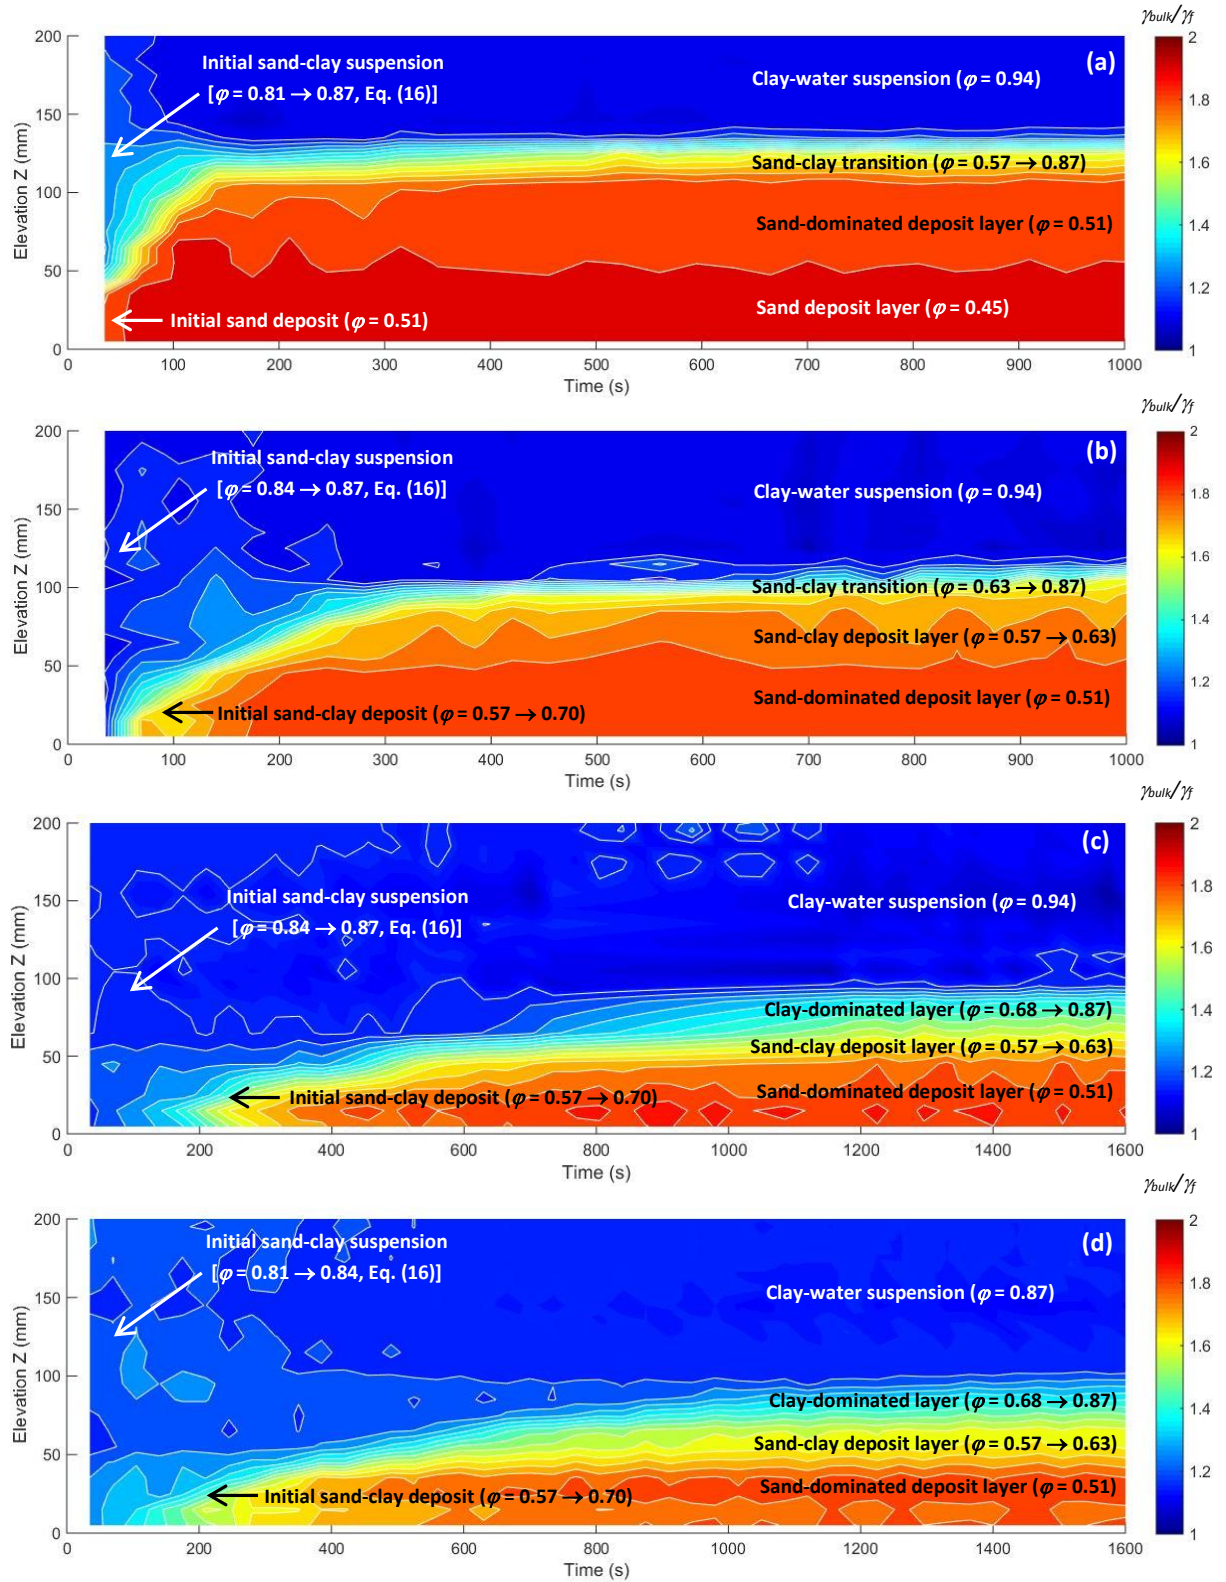 γbulk/γf
(a)
Initial sand-clay suspension
[φ = 0.81 → 0.87, Eq. (16)]
Clay-water suspension (φ = 0.94)
Sand-clay transition (φ = 0.57 → 0.87)
Sand-dominated deposit layer (φ = 0.51)
Sand deposit layer (φ = 0.45)
Initial sand deposit (φ = 0.51)
Elevation Z (mm)
200
150
100
50
0
0 100 200 300 400 500 600 700 800 900 1000
Time (s)
2
1.8
1.6
1.4
1.2
1
γbulk/γf
(b)
Initial sand-clay suspension
[φ = 0.84 → 0.87, Eq. (16)]
Clay-water suspension (φ = 0.94)
Sand-clay transition (φ = 0.63 → 0.87)
Sand-clay deposit layer (φ = 0.57 → 0.63)
Sand-dominated deposit layer (φ = 0.51)
Initial sand-clay deposit (φ = 0.57 → 0.70)
Elevation Z (mm)
200
150
100
50
0
0 100 200 300 400 500 600 700 800 900 1000
Time (s)
2
1.8
1.6
1.4
1.2
1
γbulk/γf
(c)
Initial sand-clay suspension
[φ = 0.84 → 0.87, Eq. (16)]
Clay-water suspension (φ = 0.94)
Clay-dominated layer (φ = 0.68 → 0.87)
Sand-clay deposit layer (φ = 0.57 → 0.63)
Sand-dominated deposit layer (φ = 0.51)
Initial sand-clay deposit (φ = 0.57 → 0.70)
Elevation Z (mm)
200
150
100
50
0
0 200 400 600 800 1000 1200 1400 1600
Time (s)
2
1.8
1.6
1.4
1.2
1
γbulk/γf
(d)
Initial sand-clay suspension
[φ = 0.81 → 0.84, Eq. (16)]
Clay-water suspension (φ = 0.87)
Clay-dominated layer (φ = 0.68 → 0.87)
Sand-clay deposit layer (φ = 0.57 → 0.63)
Sand-dominated deposit layer (φ = 0.51)
Initial sand-clay deposit (φ = 0.57 → 0.70)
Elevation Z (mm)
200
150
100
50
0
0 200 400 600 800 1000 1200 1400 1600
Time (s)
2
1.8
1.6
1.4
1.2
1